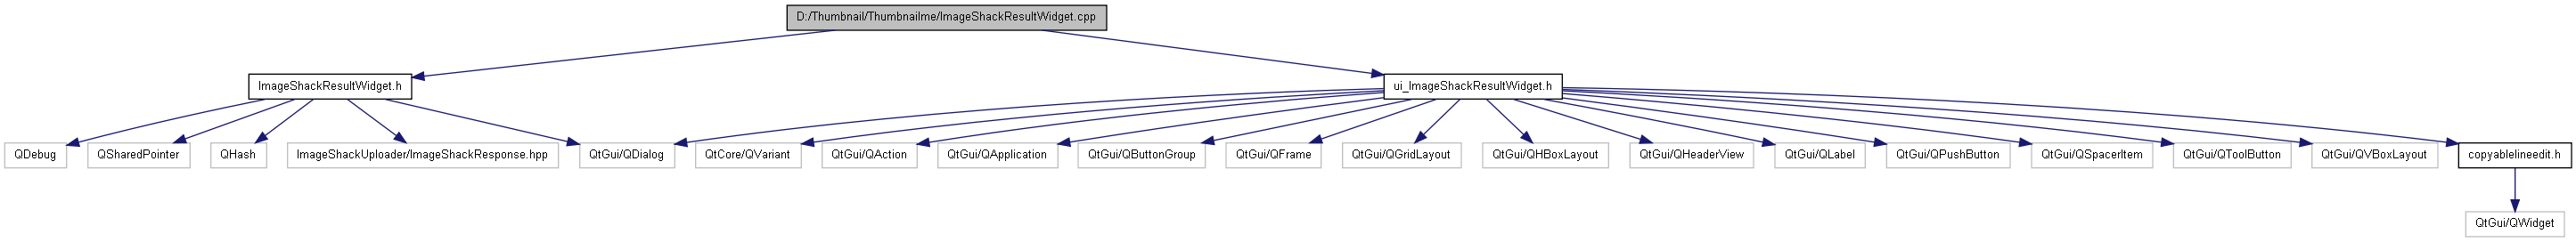 D:/Thumbnail/Thumbnailme/ImageShackResultWidget.cpp
ImageShackResultWidget.h
ui_ImageShackResultWidget.h
QDebug
QSharedPointer
QHash
ImageShackUploader/ImageShackResponse.hpp
QtGui/QDialog
QtCore/QVariant
QtGui/QAction
QtGui/QApplication
QtGui/QButtonGroup
QtGui/QFrame
QtGui/QGridLayout
QtGui/QHBoxLayout
QtGui/QHeaderView
QtGui/QLabel
QtGui/QPushButton
QtGui/QSpacerItem
QtGui/QToolButton
QtGui/QVBoxLayout
copyablelineedit.h
QtGui/QWidget